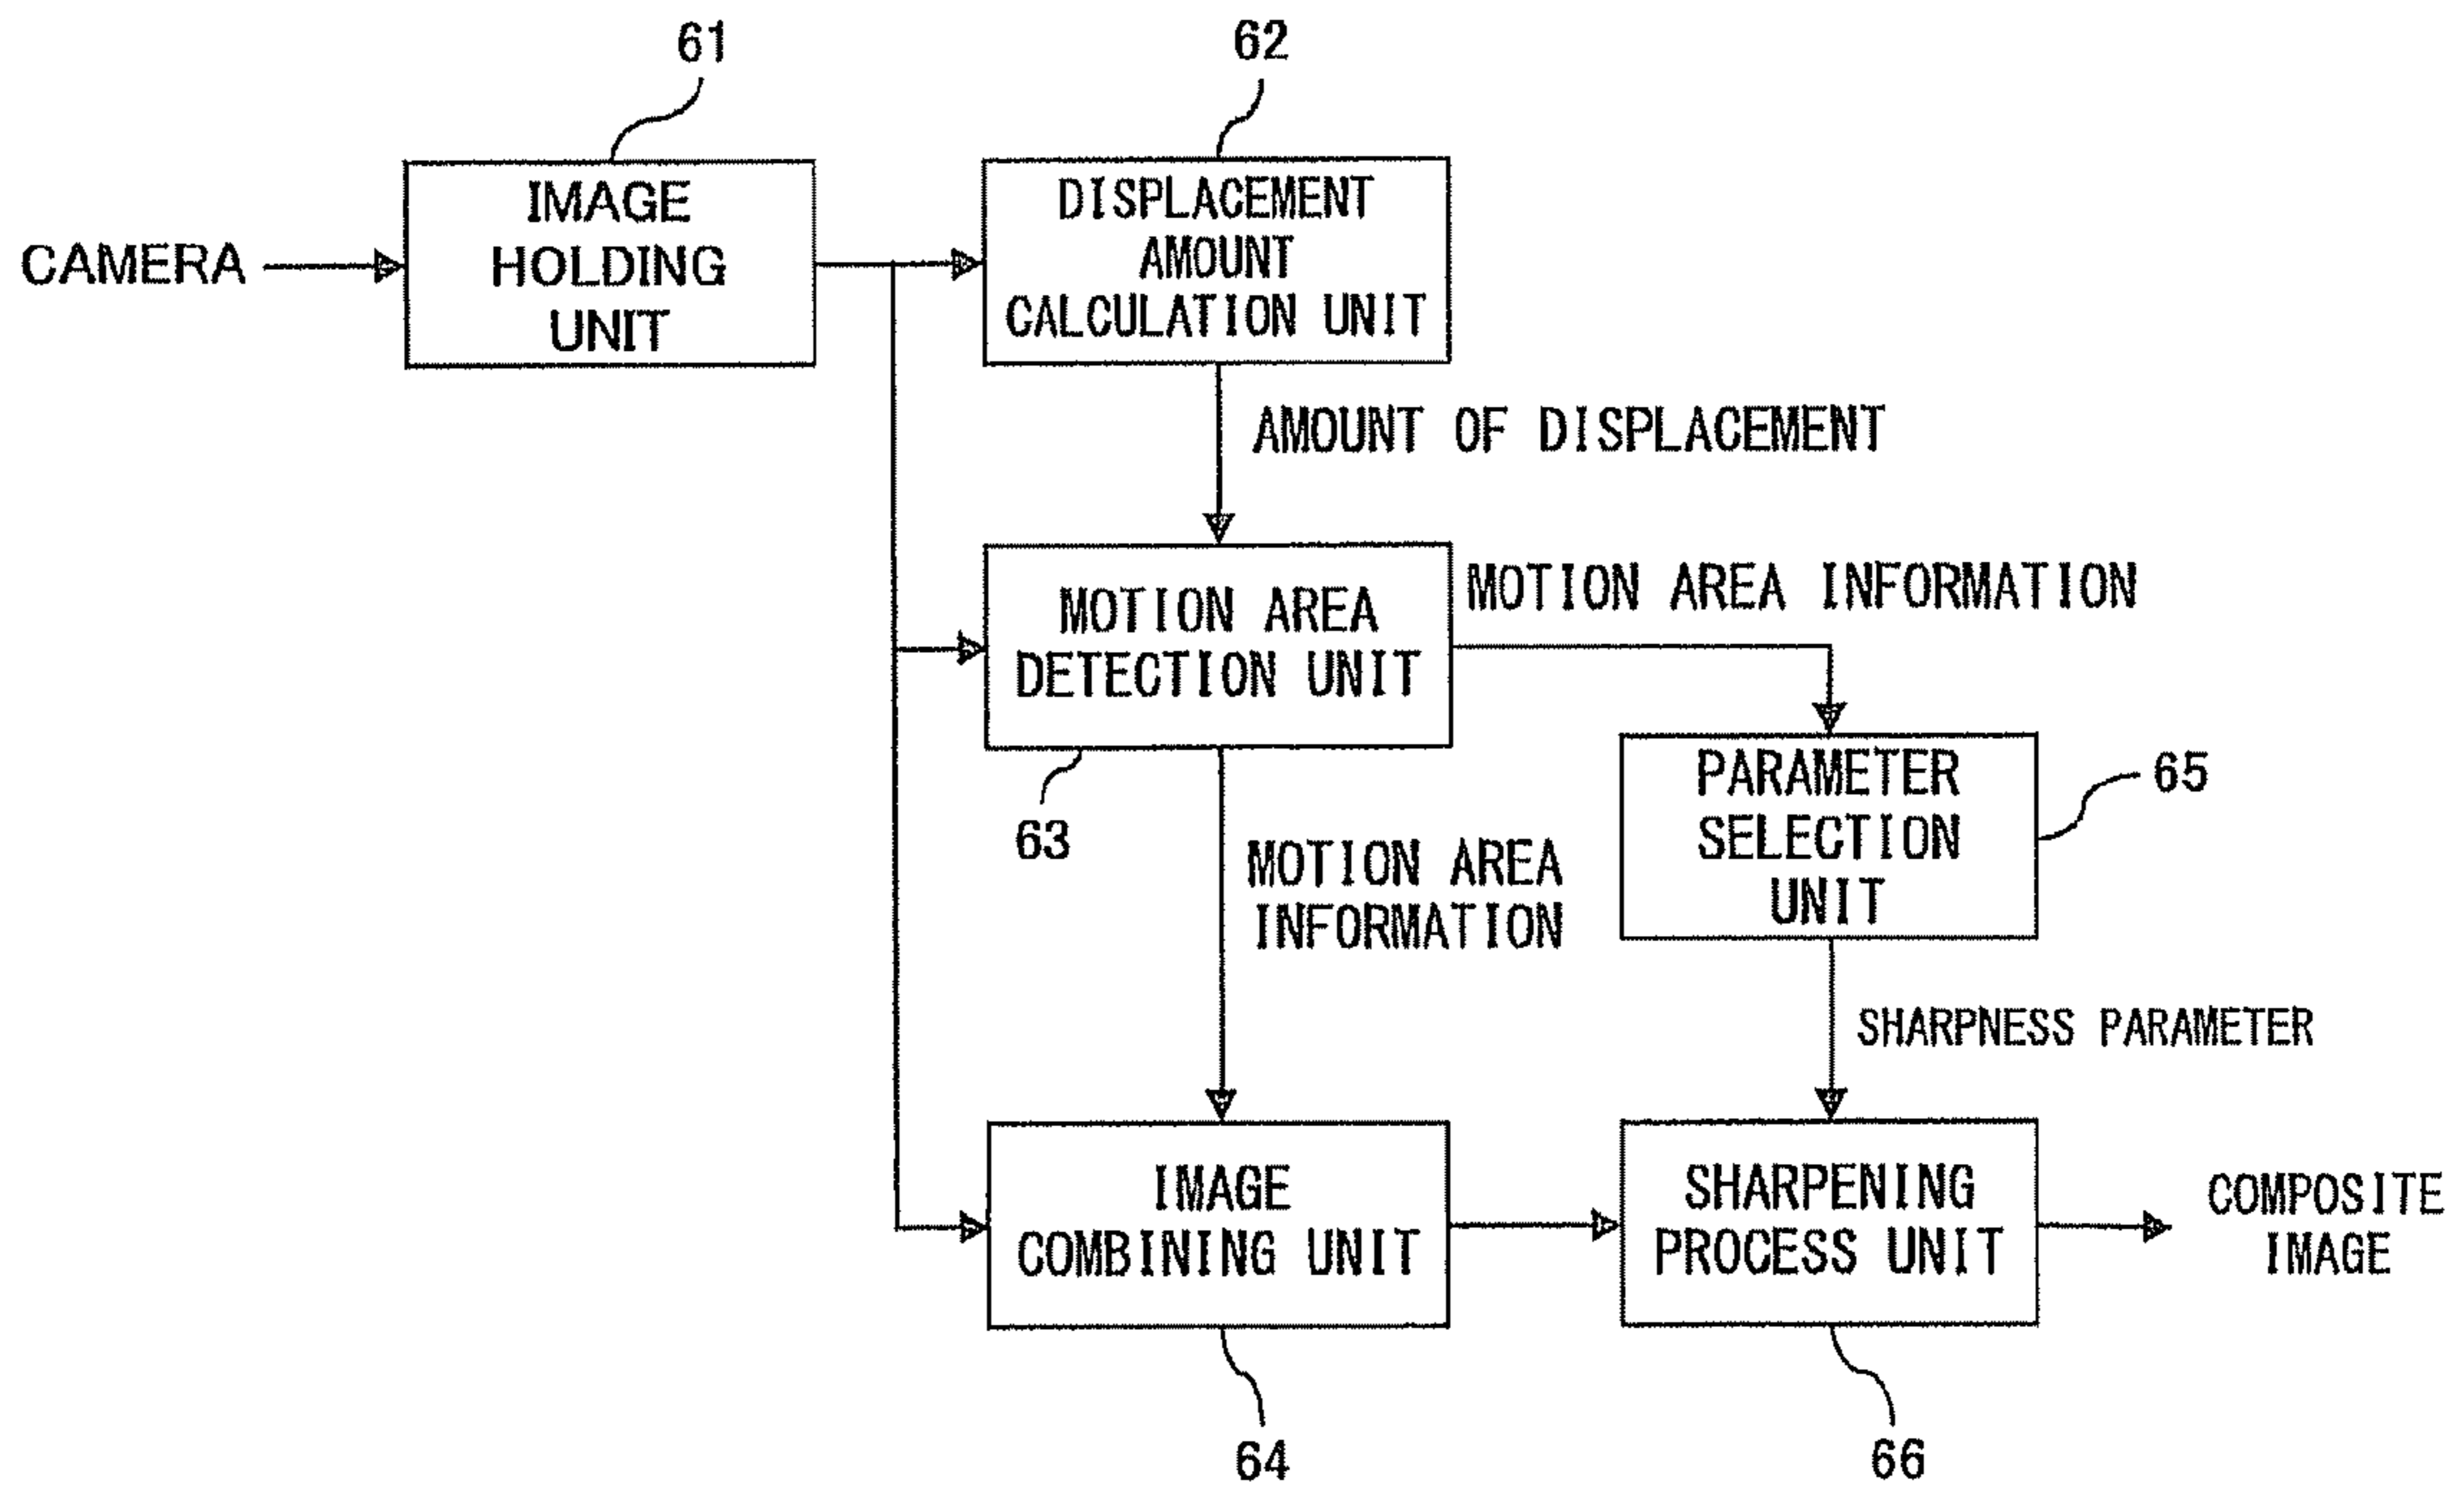 61
62
CAMERA
IMAGE
HOLDING
UNIT
DISPLACEMENT
AMOUNT
CALCULATION UNIT
AMOUNT OF DISPLACEMENT
MOTION AREA
DETECTION UNIT
MOTION AREA INFORMATION
63
PARAMETER
SELECTION
UNIT
65
MOTION AREA
INFORMATION
SHARPNESS PARAMETER
IMAGE
COMBINING UNIT
SHARPENING
PROCESS UNIT
COMPOSITE
IMAGE
64
66